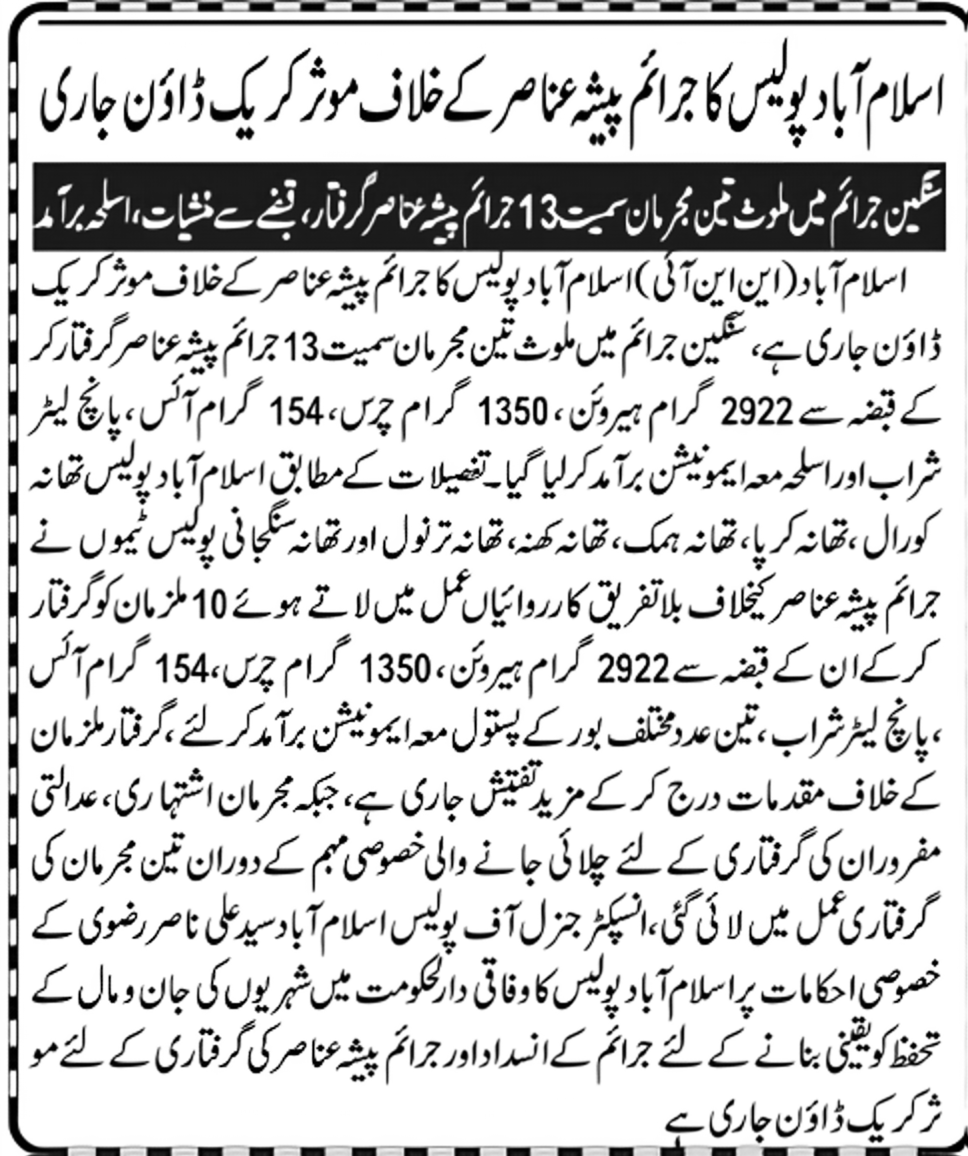 اسلام آباد پولیس کا جرائم پیشہ عناصر کے خلاف موثر کریک ڈاؤن جاری
سنگین جرائم میں ملوث تین مجرمان سمیت 13 جرائم پیشہ عناصر گرفتار، قبضے سے منشیات، اسلحہ برآمد
اسلام آباد (این این آئی) اسلام آباد پولیس کا جرائم پیشہ عناصر کے خلاف موثر کریک
ڈاؤن جاری ہے، سنگین جرائم میں ملوث تین مجرمان سمیت 13 جرائم پیشہ عناصر گرفتار کر
کے قبضہ سے 2922 گرام ہیروئن، 1350 گرام چرس، 154 گرام آئس، پانچ لیٹر
شراب اور اسلحہ معہ ایمونیشن برآمد کرلیا گیا۔ تفصیلات کے مطابق اسلام آباد پولیس تھانہ
کورال، تھانہ کرپا، تھانہ ہمک، تھانہ کھنہ، تھانہ ترنول اور تھانہ سنگجانی پولیس ٹیموں نے
جرائم پیشہ عناصر کیخلاف بلاتفریق کارروائیاں عمل میں لاتے ہوئے 10 ملزمان کو گرفتار
کر کے ان کے قبضہ سے 2922 گرام ہیروئن، 1350 گرام چرس، 154 گرام آئس
، پانچ لیٹر شراب، تین عدد مختلف بور کے پستول معہ ایمونیشن برآمد کر لئے، گرفتار ملزمان
کے خلاف مقدمات درج کر کے مزید تفتیش جاری ہے، جبکہ مجرمان اشتہاری، عدالتی
مفروران کی گرفتاری کے لئے چلائی جانے والی خصوصی مہم کے دوران تین مجرمان کی
گرفتاری عمل میں لائی گئی، انسپکٹر جنرل آف پولیس اسلام آباد سید علی ناصر رضوی کے
خصوصی احکامات پر اسلام آباد پولیس کا وفاقی دارلحکومت میں شہریوں کی جان و مال کے
تحفظ کو یقینی بنانے کے لئے جرائم کے انسداد اور جرائم پیشہ عناصر کی گرفتاری کے لئے مو
ثر کریک ڈاؤن جاری ہے